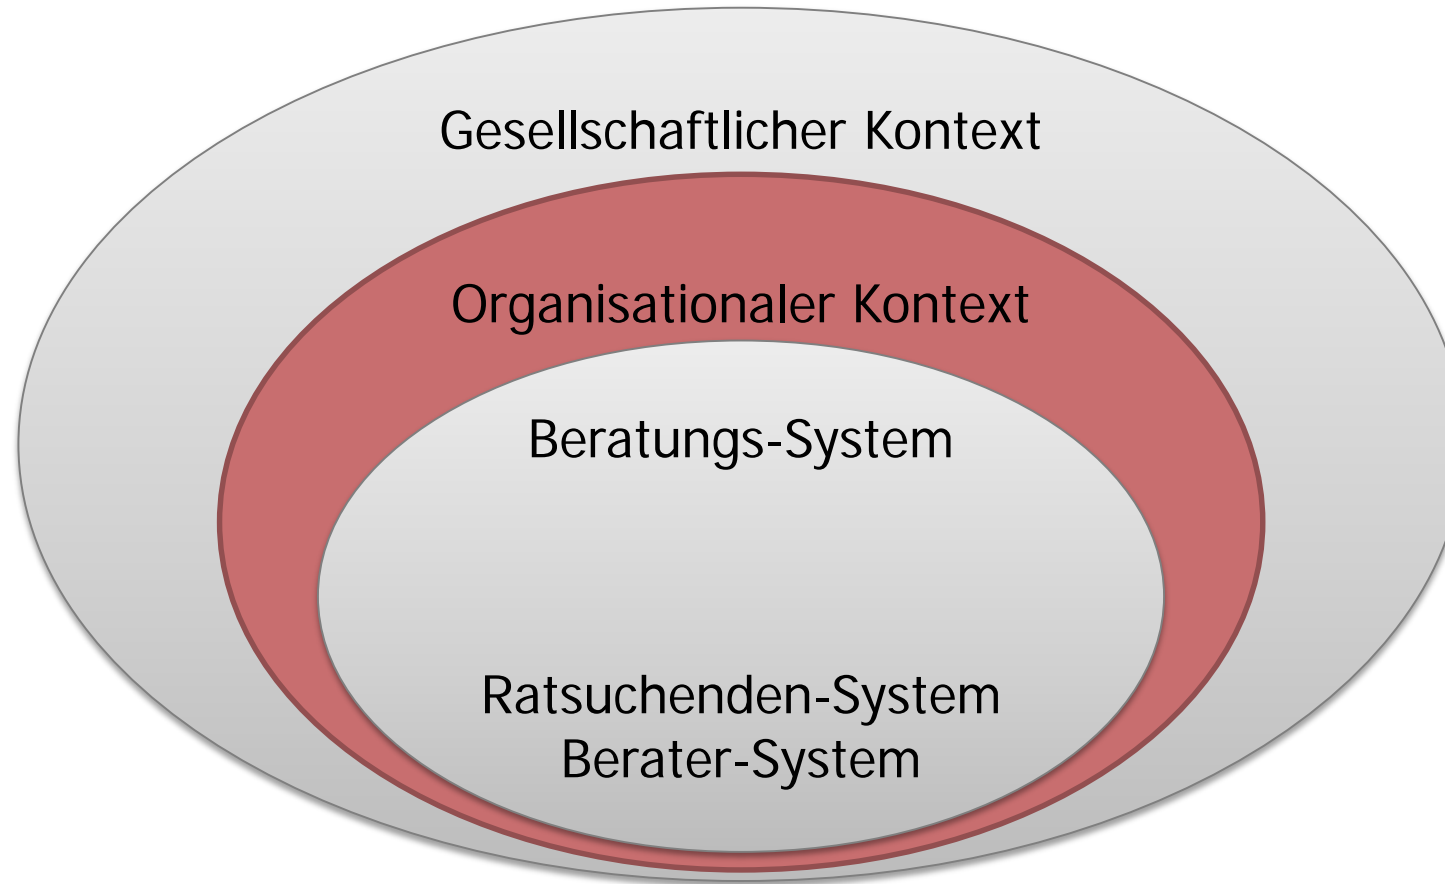 Gesellschaftlicher Kontext
Organisationaler Kontext
Beratungs-System
Ratsuchenden-System
Berater-System